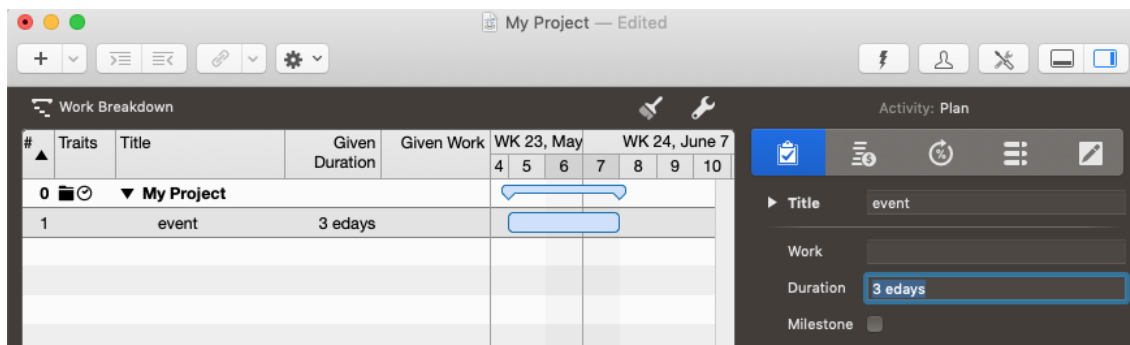 My Project — Edited
Work Breakdown
Activity: Plan
# Traits Title Given Duration Given Work WK 23, May WK 24, June 7
4 5 6 7 8 9 10
0 My Project
1 event 3 edays
Title event
Work
Duration 3 edays
Milestone